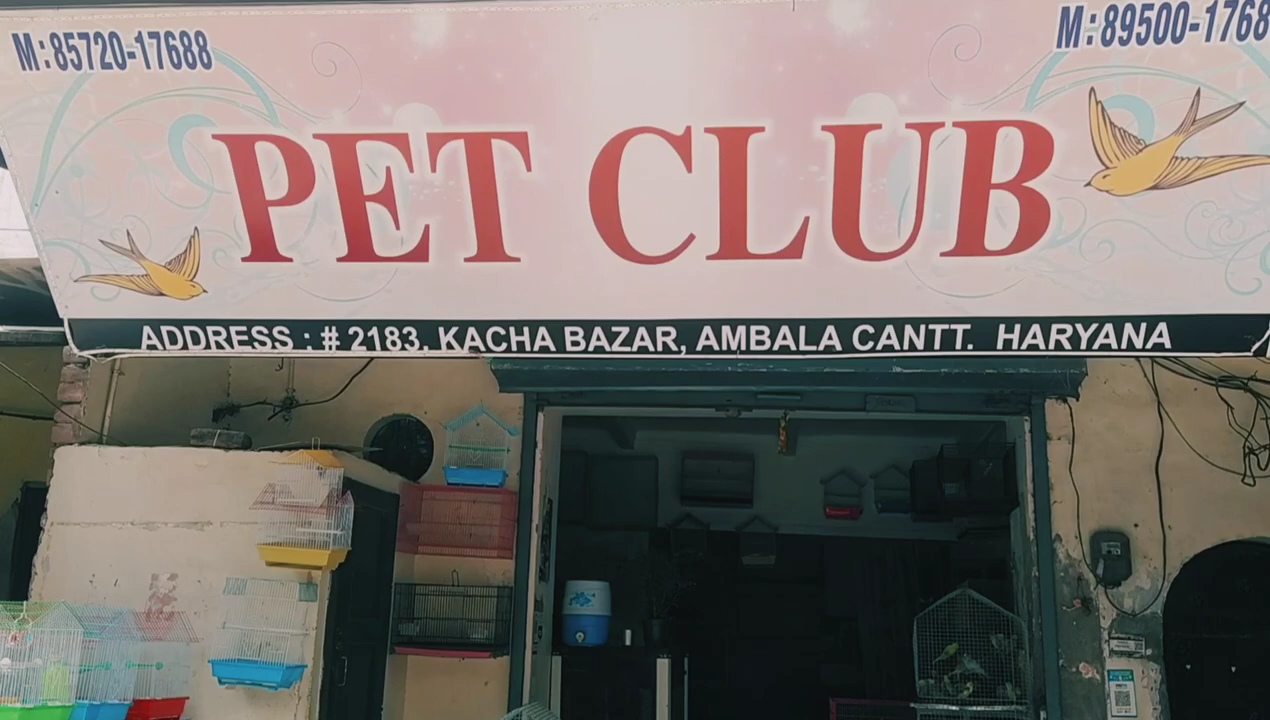 M:85720-17688
M:89500-1768
PET CLUB
ADDRESS : # 2183, KACHA BAZAR, AMBALA CANTT. HARYANA